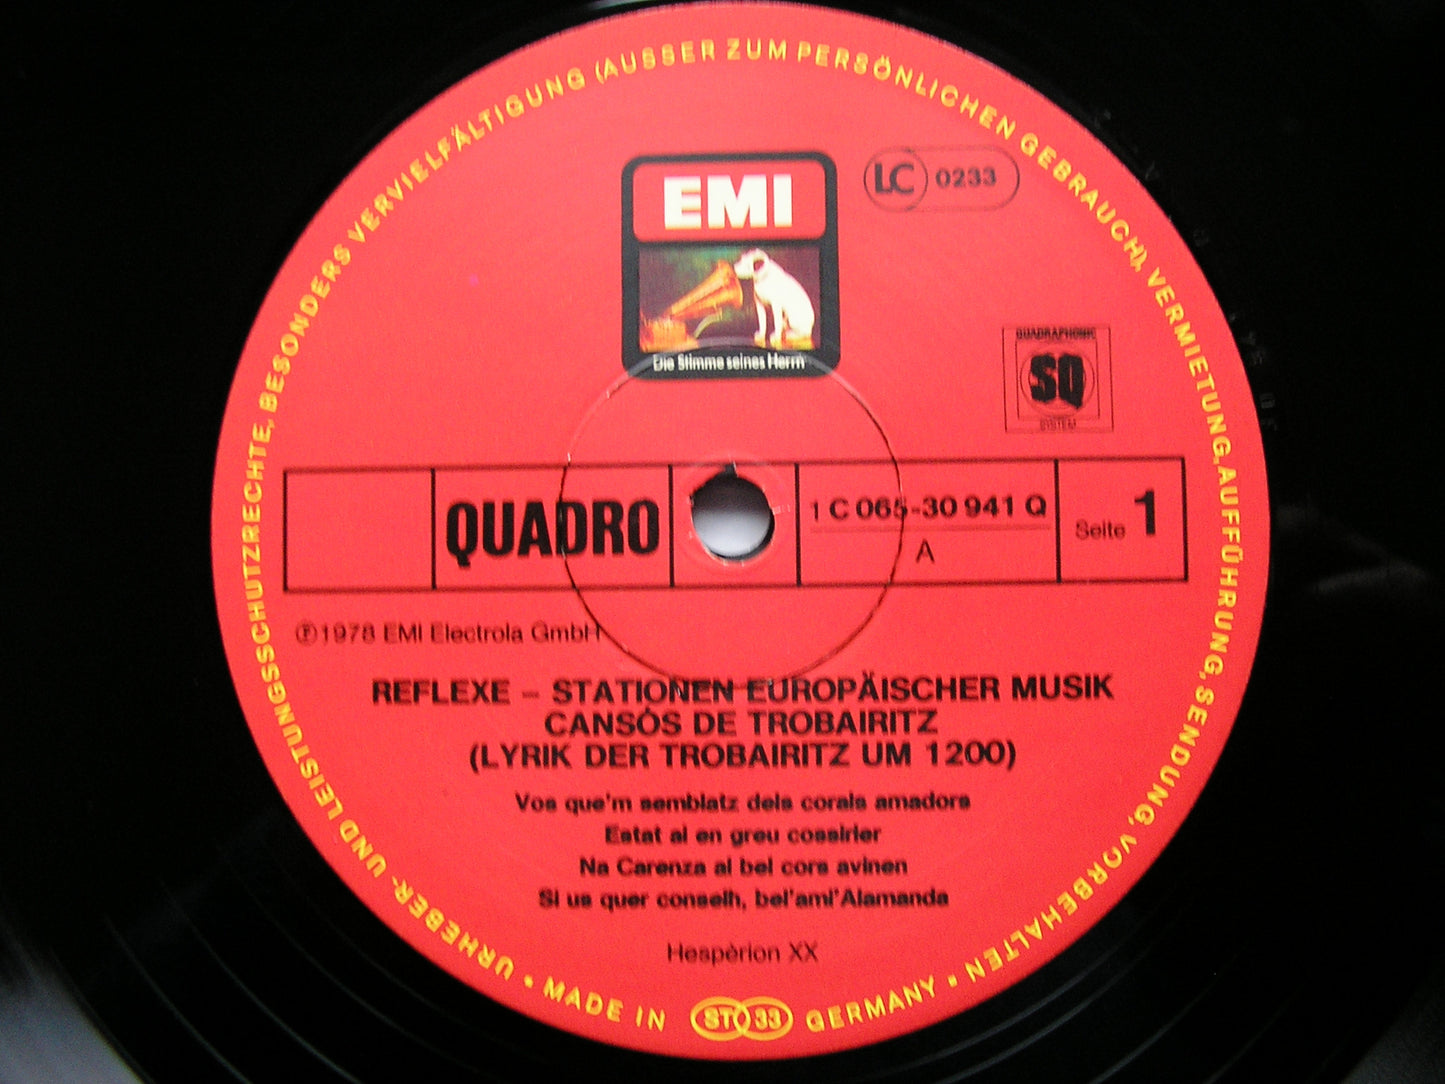 URHEBER- UND LEISTUNGSSCHUTZRECHTE, BESONDERS VERVIELFÄLTIGUNG (AUSSER ZUM PERSÖNLICHEN GEBRAUCH), VERMIETUNG, AUFFÜHRUNG, SENDUNG, VORBEHALTEN •
EMI
Die Stimme seines Herrn
LC 0233
QUADRAPHONIC
SQ
SYSTEM
QUADRO
1 C 065-30 941 Q
A
Seite 1
℗1978 EMI Electrola GmbH
REFLEXE – STATIONEN EUROPÄISCHER MUSIK
CANSÓS DE TROBAIRITZ
(LYRIK DER TROBAIRITZ UM 1200)
Vos que'm semblatz dels corals amadors
Estat ai en greu cossirier
Na Carenza al bel cors avinen
Si us quer conselh, bel'ami'Alamanda
Hespèrion XX
• MADE IN ST 33 GERMANY